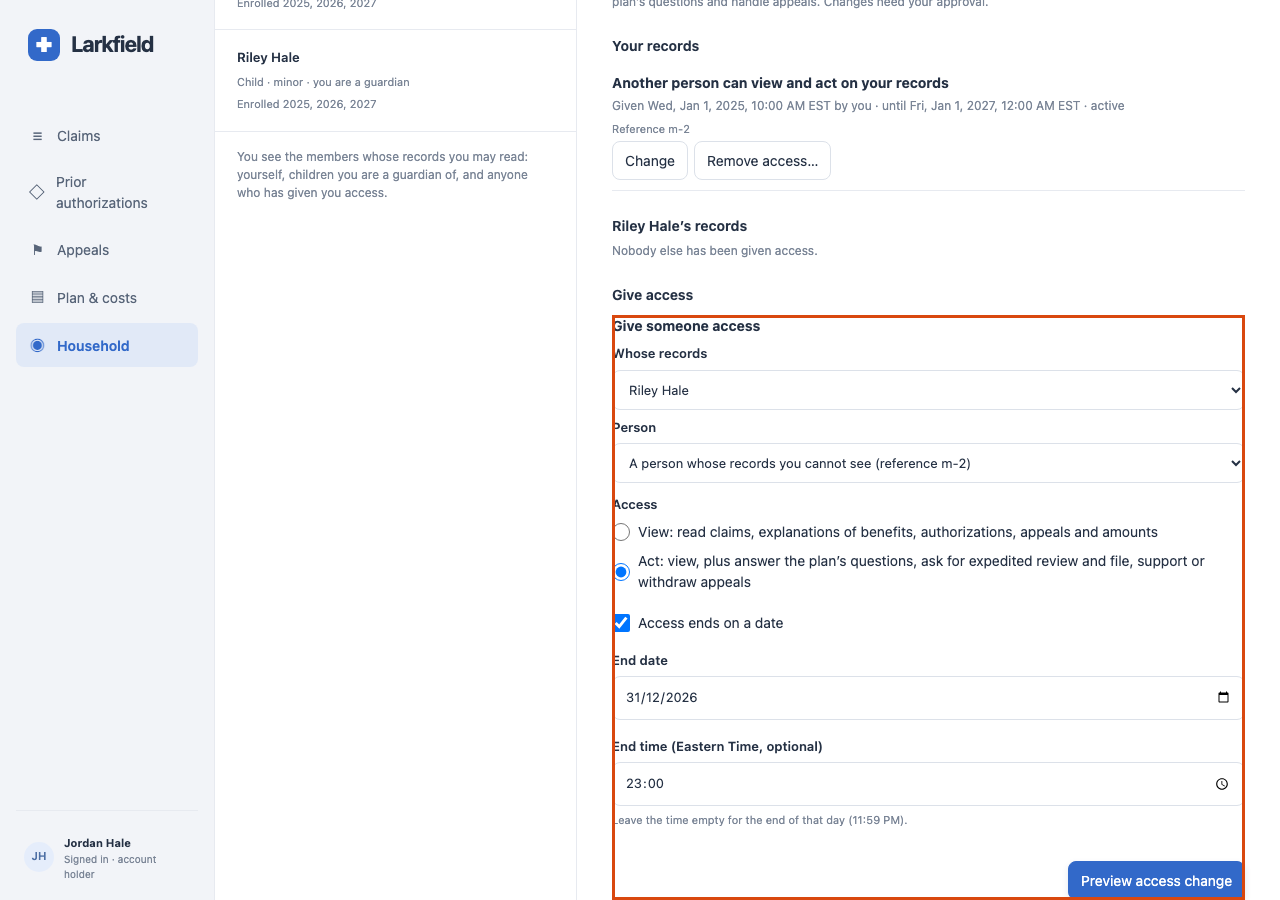 Larkfield
Claims
Prior
authorizations
Appeals
Plan & costs
Household
JH
Jordan Hale
Signed in · account
holder
Enrolled 2025, 2026, 2027
Riley Hale
Child · minor · you are a guardian
Enrolled 2025, 2026, 2027
You see the members whose records you may read:
yourself, children you are a guardian of, and anyone
who has given you access.
plan's questions and handle appeals. Changes need your approval.
Your records
Another person can view and act on your records
Given Wed, Jan 1, 2025, 10:00 AM EST by you · until Fri, Jan 1, 2027, 12:00 AM EST · active
Reference m-2
Change
Remove access…
Riley Hale’s records
Nobody else has been given access.
Give access
Give someone access
Whose records
Riley Hale
Person
A person whose records you cannot see (reference m-2)
Access
View: read claims, explanations of benefits, authorizations, appeals and amounts
Act: view, plus answer the plan’s questions, ask for expedited review and file, support or
withdraw appeals
Access ends on a date
End date
31/12/2026
End time (Eastern Time, optional)
23:00
Leave the time empty for the end of that day (11:59 PM).
Preview access change